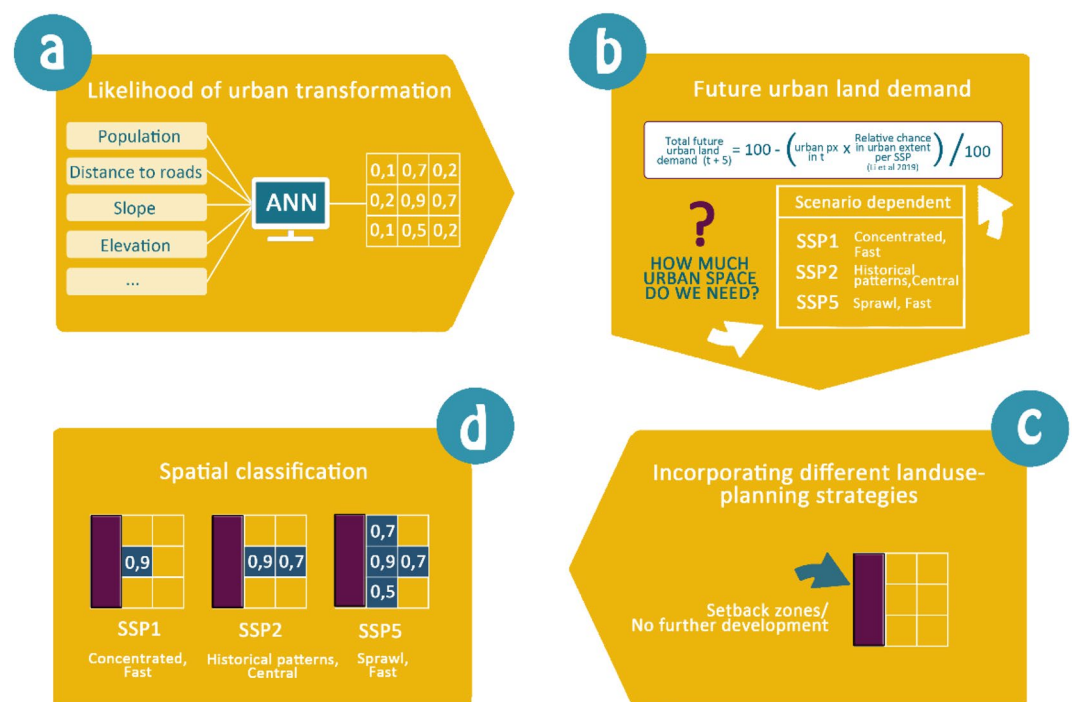 a
Likelihood of urban transformation
Population
Distance to roads
Slope
Elevation
...
ANN
0,1 0,7 0,2
0,2 0,9 0,7
0,1 0,5 0,2
b
Future urban land demand
Total future
urban land
demand (t + 5)
= 100 - (
urban px
in t
x
Relative chance
in urban extent
per SSP
(Li et al 2019)
) / 100
?
HOW MUCH
URBAN SPACE
DO WE NEED?
Scenario dependent
SSP1 Concentrated,
Fast
SSP2 Historical
patterns,Central
SSP5 Sprawl, Fast
c
Incorporating different landuse-
planning strategies
Setback zones/
No further development
d
Spatial classification
0,9
SSP1
Concentrated,
Fast
0,9 0,7
SSP2
Historical patterns,
Central
0,7
0,9 0,7
0,5
SSP5
Sprawl,
Fast